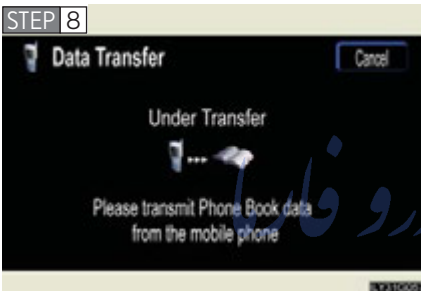 STEP 8
Data Transfer
Cancel
Under Transfer
Please transmit Phone Book data
from the mobile phone